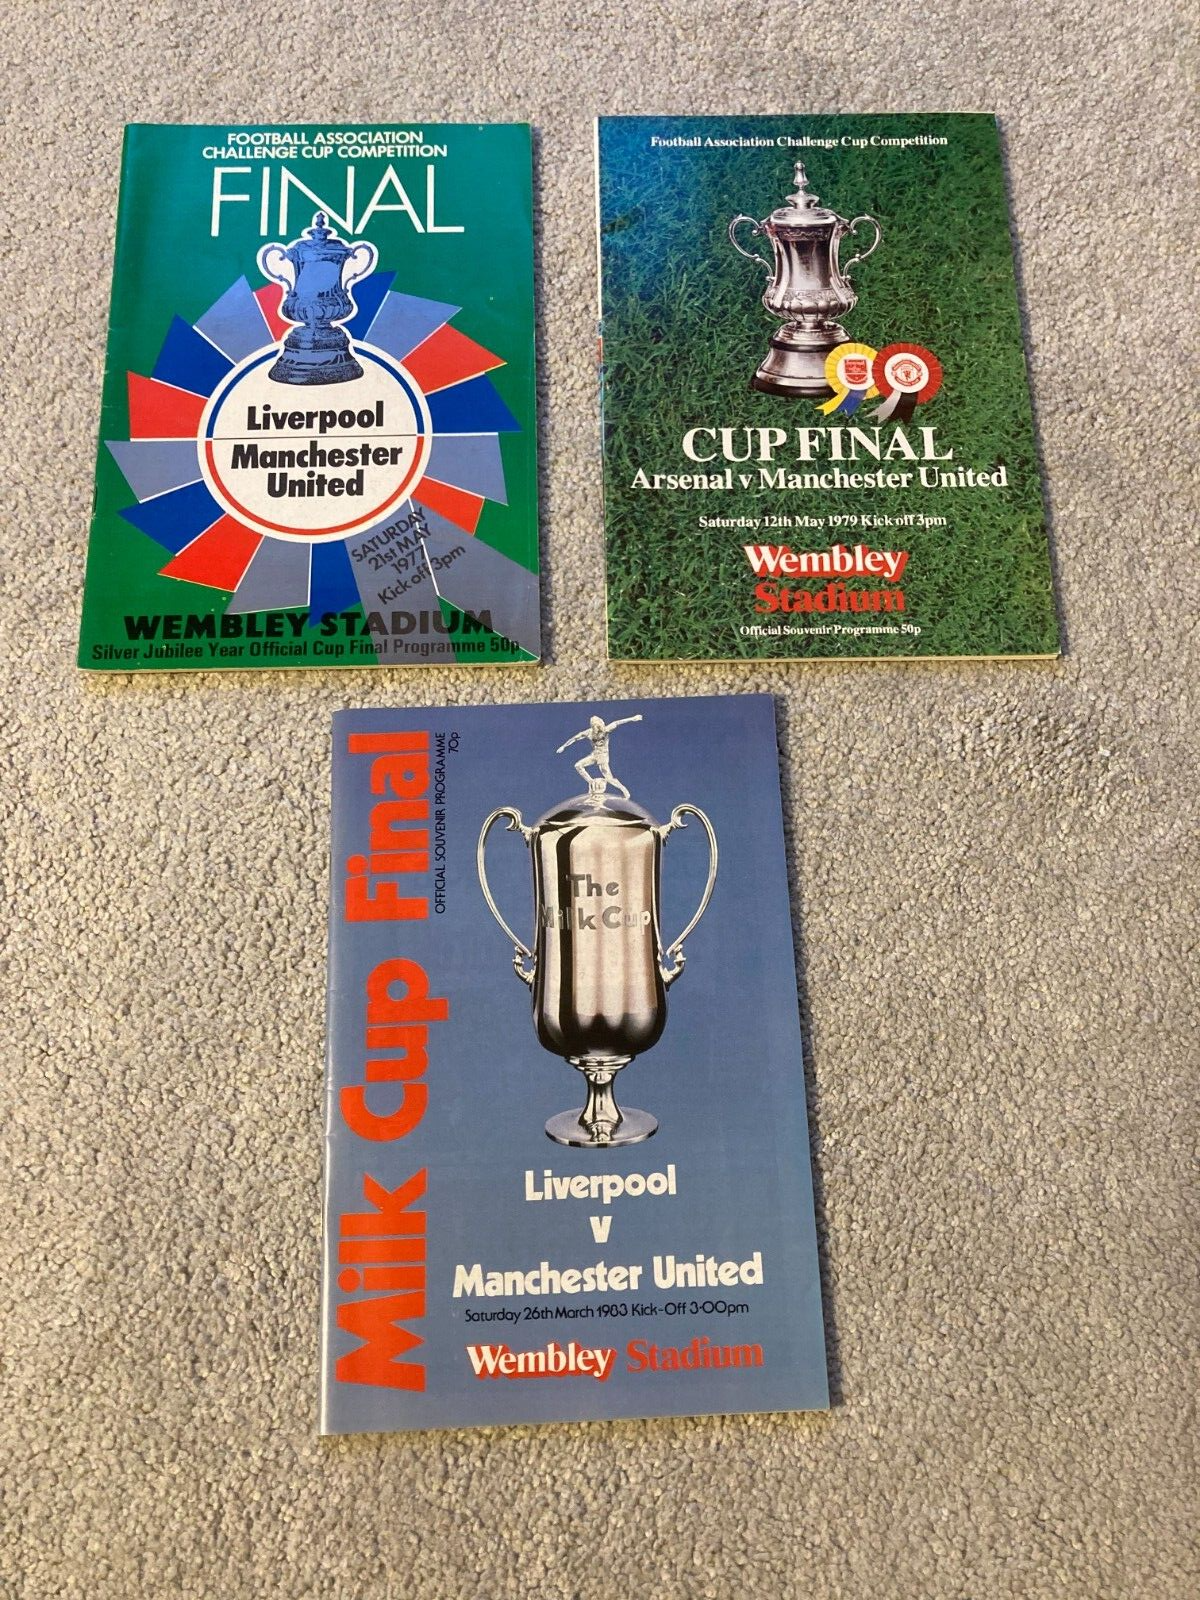 FOOTBALL ASSOCIATION
CHALLENGE CUP COMPETITION
FINAL
Liverpool
Manchester
United
SATURDAY
21st MAY
1977
Kick off 3pm
WEMBLEY STADIUM
Silver Jubilee Year Official Cup Final Programme 50p
Football Association Challenge Cup Competition
CUP FINAL
Arsenal v Manchester United
Saturday 12th May 1979 Kick off 3pm
Wembley
Stadium
Official Souvenir Programme 50p
Milk Cup Final
OFFICIAL SOUVENIR PROGRAMME
70p
The
Milk Cup
Liverpool
V
Manchester United
Saturday 26th March 1983 Kick-Off 3·00pm
Wembley Stadium